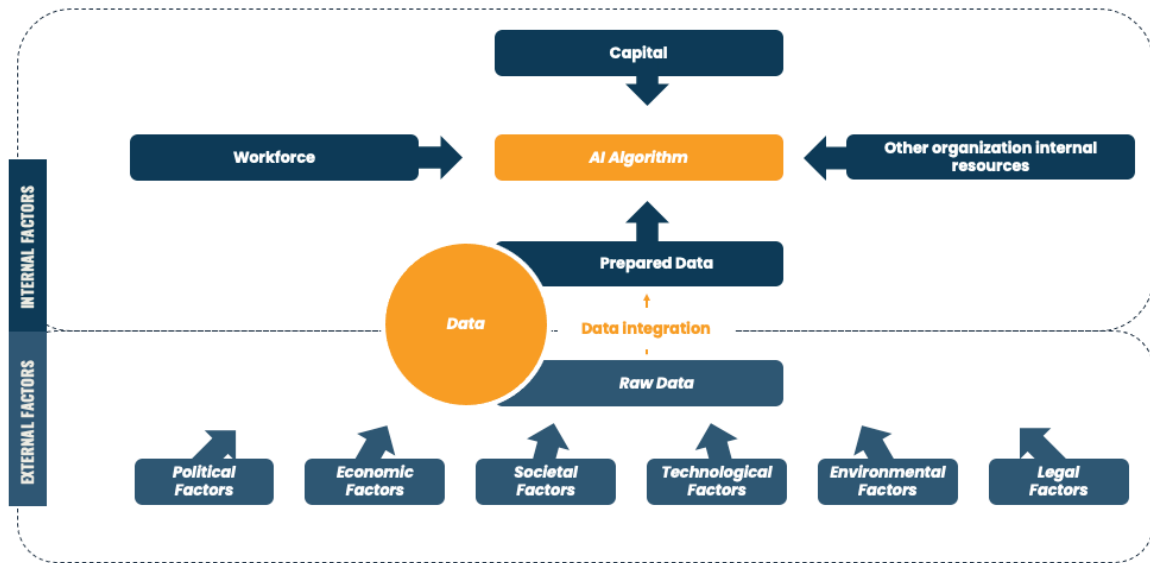 Capital
Workforce
AI Algorithm
Other organization internal
resources
INTERNAL FACTORS
Prepared Data
Data
Data integration
Raw Data
EXTERNAL FACTORS
Political
Factors
Economic
Factors
Societal
Factors
Technological
Factors
Environmental
Factors
Legal
Factors